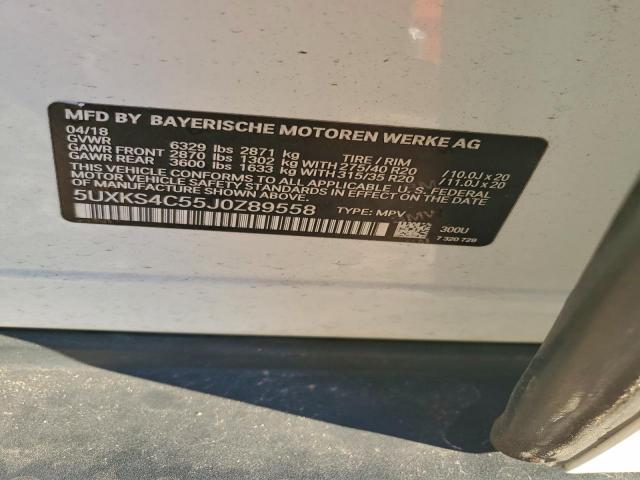 MFD BY BAYERISCHE MOTOREN WERKE AG
04/18
GVWR 6329 lbs 2871 kg TIRE / RIM
GAWR FRONT 2870 lbs 1302 kg WITH 275/40 R20 /10.0J x 20
GAWR REAR 3600 lbs 1633 kg WITH 315/35 R20 /11.0J x 20
THIS VEHICLE CONFORMS TO ALL APPLICABLE U.S. FEDERAL
MOTOR VEHICLE SAFETY STANDARDS IN EFFECT ON THE DATE
OF MANUFACTURE SHOWN ABOVE.
5UXKS4C55J0Z89558 TYPE: MPV
300U
7 320 728